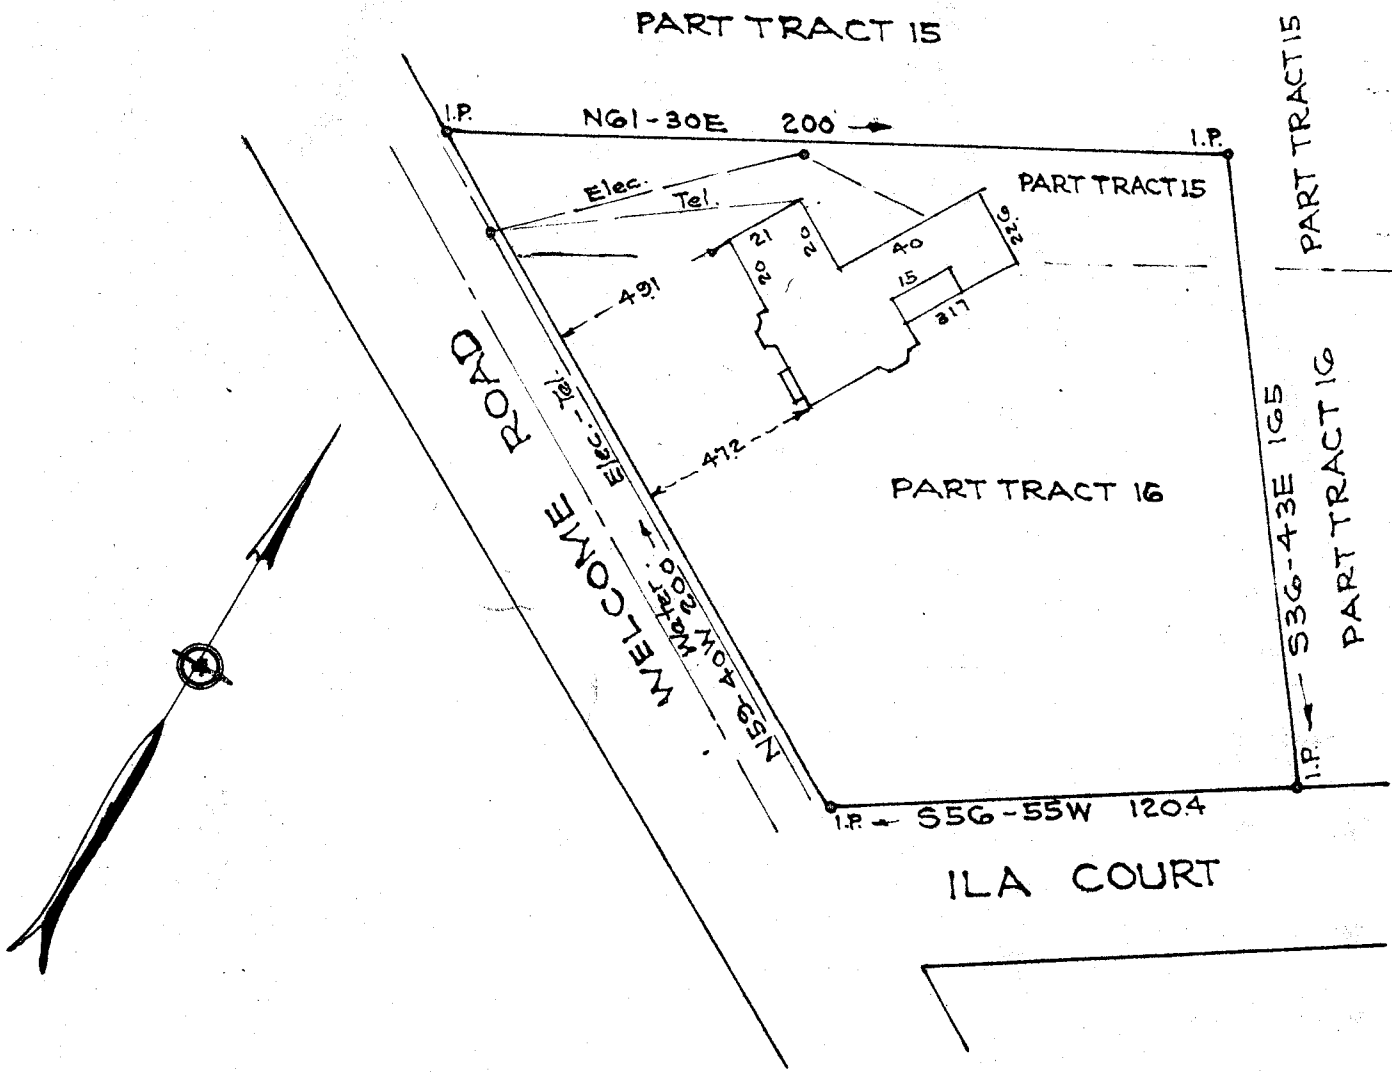 PART TRACT 15
PART TRACT 15
I.P.
N61-30E 200
I.P.
PART TRACT 15
Elec.
Tel.
21
20
20
40
22.6
15
31.7
49.1
47.2
WELCOME ROAD
Elec. - Tel.
Water
N59-40W 200
PART TRACT 16
S36-43E 165
PART TRACT 16
I.P.
I.P.
S56-55W 120.4
ILA COURT